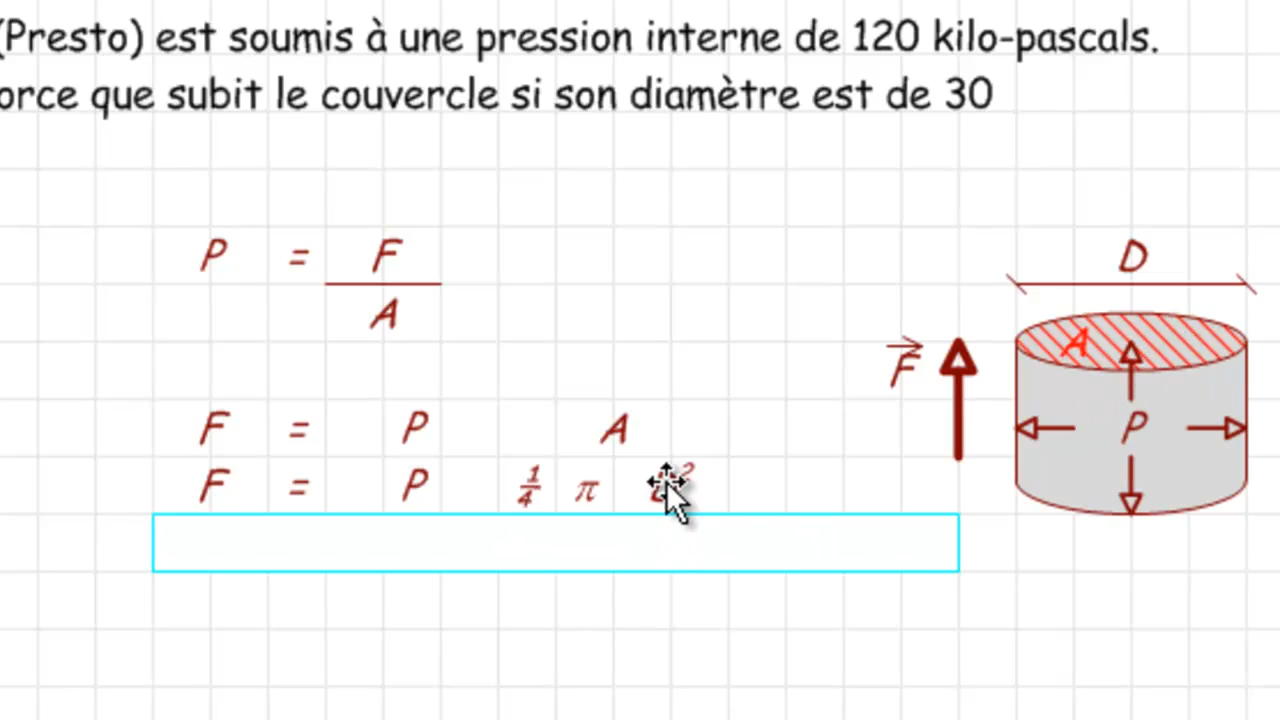 (Presto) est soumis à une pression interne de 120 kilo-pascals.
orce que subit le couvercle si son diamètre est de 30
P = F
A
D
A
F
F = P A
P
F = P 1/4 π ²